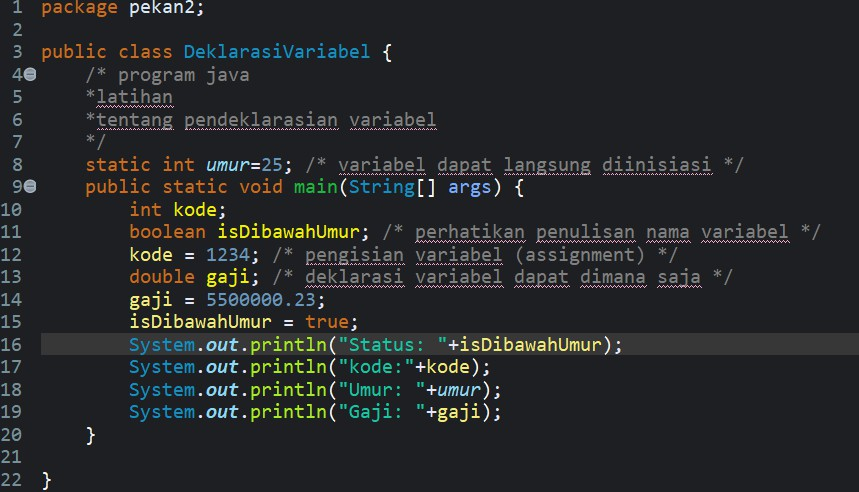 1 package pekan2;
2
3 public class DeklarasiVariabel {
4 /* program java
5 *latihan
6 *tentang pendeklarasian variabel
7 */
8 static int umur=25; /* variabel dapat langsung diinisiasi */
9 public static void main(String[] args) {
10 int kode;
11 boolean isDibawahUmur; /* perhatikan penulisan nama variabel */
12 kode = 1234; /* pengisian variabel (assignment) */
13 double gaji; /* deklarasi variabel dapat dimana saja */
14 gaji = 5500000.23;
15 isDibawahUmur = true;
16 System.out.println("Status: "+isDibawahUmur);
17 System.out.println("kode:"+kode);
18 System.out.println("Umur: "+umur);
19 System.out.println("Gaji: "+gaji);
20 }
21
22 }